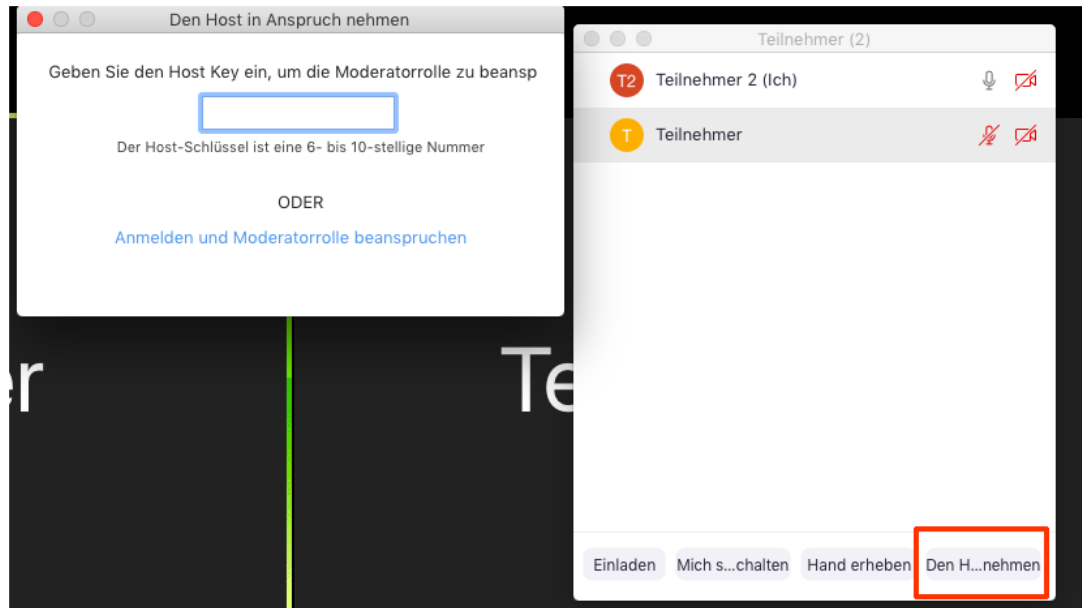 Den Host in Anspruch nehmen
Geben Sie den Host Key ein, um die Moderatorrolle zu beansp
Der Host-Schlüssel ist eine 6- bis 10-stellige Nummer
ODER
Anmelden und Moderatorrolle beanspruchen
er
Te
Teilnehmer (2)
T2 Teilnehmer 2 (Ich)
T Teilnehmer
Einladen Mich s...chalten Hand erheben Den H...nehmen